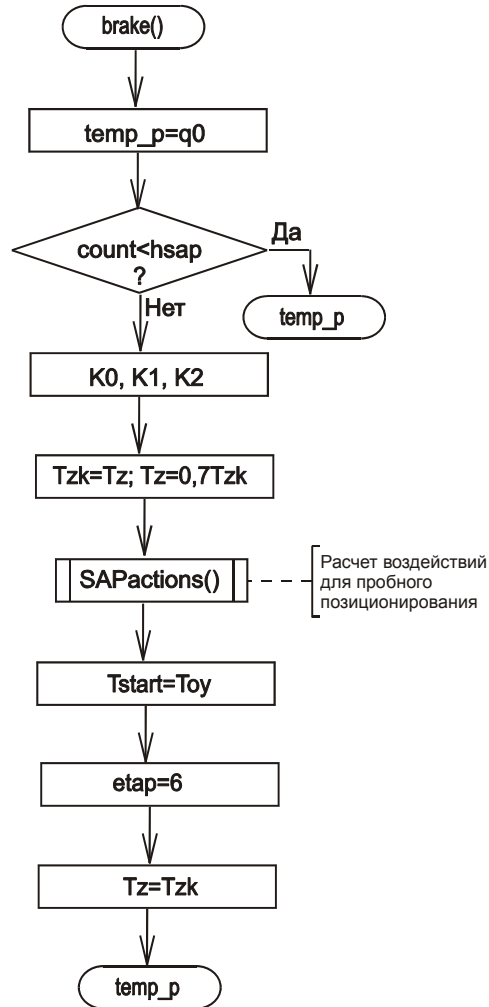 brake()
temp_p=q0
count<hsap
?
Да
Нет
temp_p
K0, K1, K2
Tzk=Tz; Tz=0,7Tzk
SAPactions()
Расчет воздействий
для пробного
позиционирования
Tstart=Toy
etap=6
Tz=Tzk
temp_p